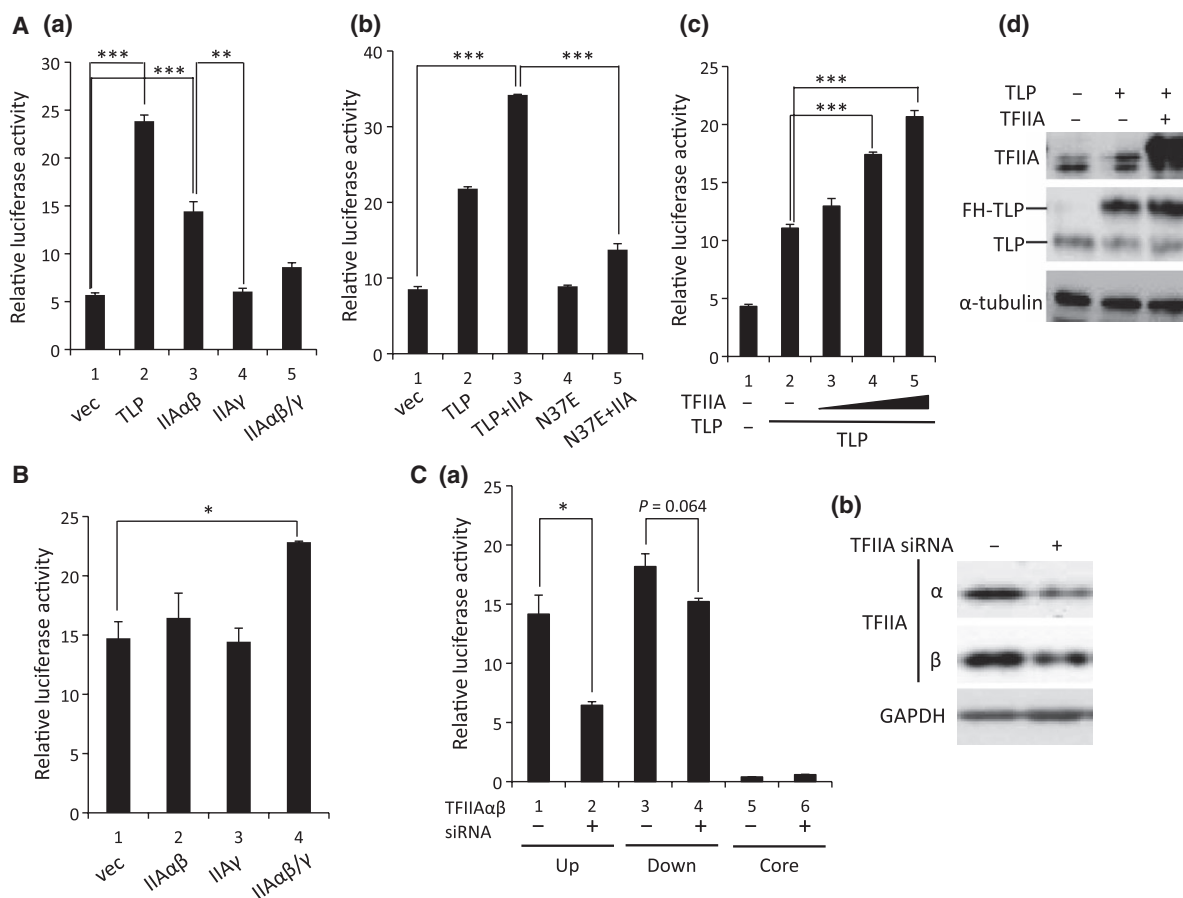 A (a)
Relative luciferase activity
30
25
20
15
10
5
0
***
***
**
1 2 3 4 5
vec TLP IIAαβ IIAγ IIAαβ/γ
(b)
Relative luciferase activity
40
30
20
10
0
***
***
1 2 3 4 5
vec TLP TLP+IIA N37E N37E+IIA
(c)
Relative luciferase activity
25
20
15
10
5
0
***
***
1 2 3 4 5
TFIIA – –
TLP – TLP
(d)
TLP – + +
TFIIA – – +
TFIIA
FH-TLP
TLP
α-tubulin
B
Relative luciferase activity
25
20
15
10
5
0
*
1 2 3 4
vec IIAαβ IIAγ IIAαβ/γ
C (a)
Relative luciferase activity
25
20
15
10
5
0
*
P = 0.064
1 2 3 4 5 6
TFIIAαβ
siRNA – + – + – +
Up Down Core
(b)
TFIIA siRNA – +
α
TFIIA
β
GAPDH